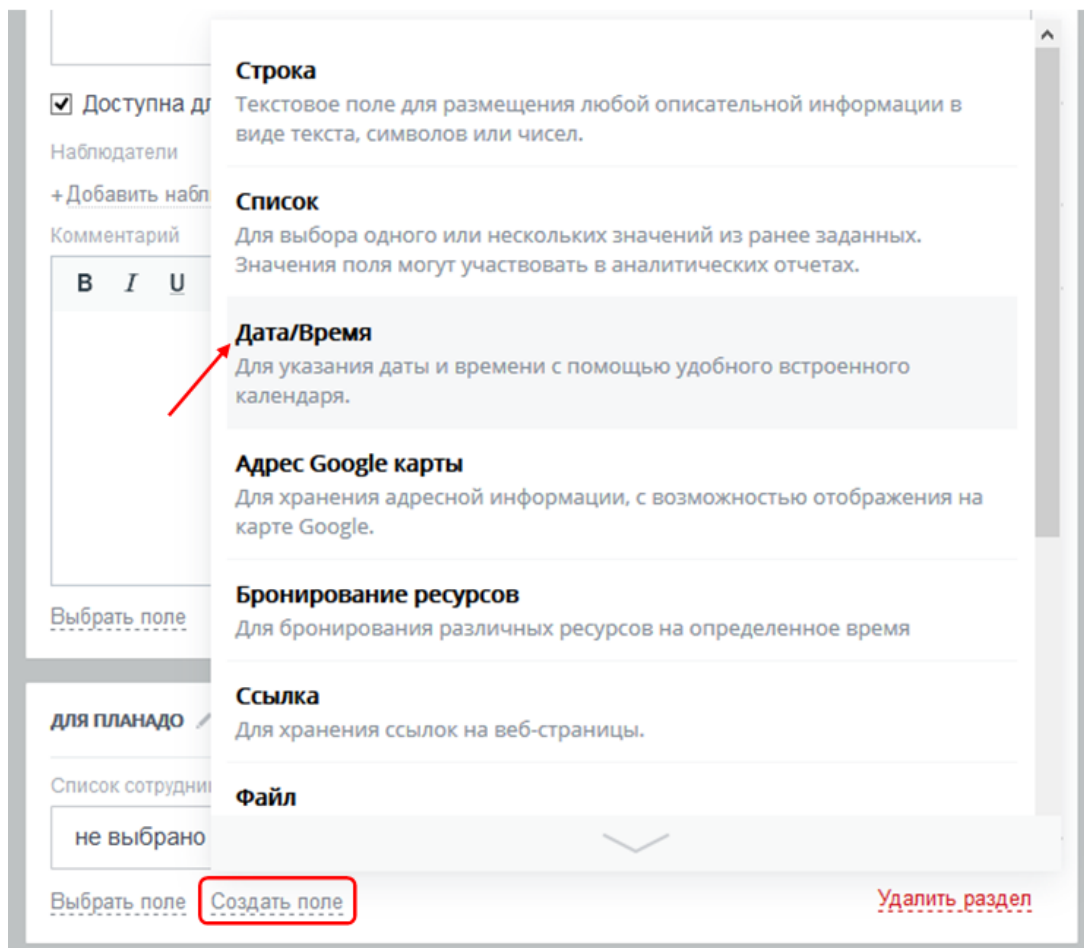 Строка
Текстовое поле для размещения любой описательной информации в
виде текста, символов или чисел.
Доступна дл
Наблюдатели
+Добавить набл
Список
Для выбора одного или нескольких значений из ранее заданных.
Значения поля могут участвовать в аналитических отчетах.
Комментарий
B I U
Дата/Время
Для указания даты и времени с помощью удобного встроенного
календаря.
Адрес Google карты
Для хранения адресной информации, с возможностью отображения на
карте Google.
Бронирование ресурсов
Для бронирования различных ресурсов на определенное время
Выбрать поле
Ссылка
Для хранения ссылок на веб-страницы.
ДЛЯ ПЛАНАДО
Список сотрудни
Файл
не выбрано
Выбрать поле Создать поле Удалить раздел